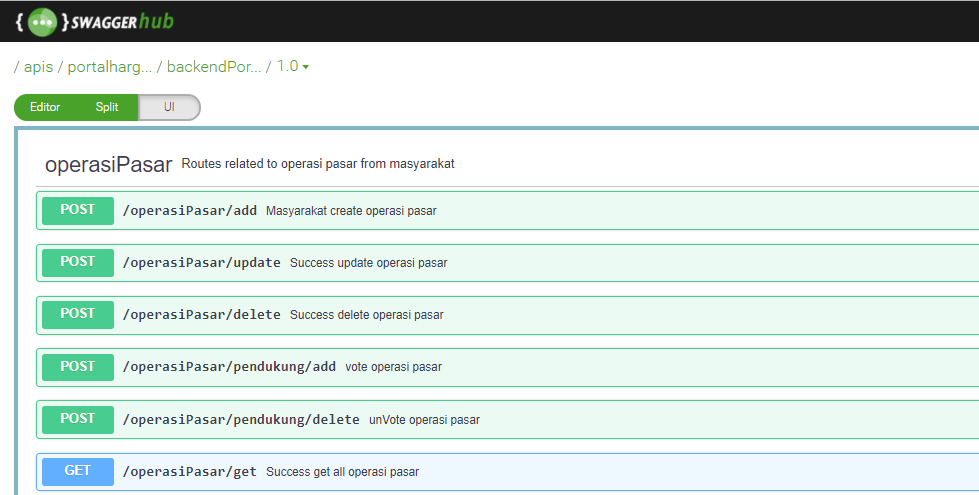 { ... } SWAGGERhub
/ apis / portalharg... / backendPor... / 1.0
Editor Split UI
operasiPasar Routes related to operasi pasar from masyarakat
POST /operasiPasar/add Masyarakat create operasi pasar
POST /operasiPasar/update Success update operasi pasar
POST /operasiPasar/delete Success delete operasi pasar
POST /operasiPasar/pendukung/add vote operasi pasar
POST /operasiPasar/pendukung/delete unVote operasi pasar
GET /operasiPasar/get Success get all operasi pasar